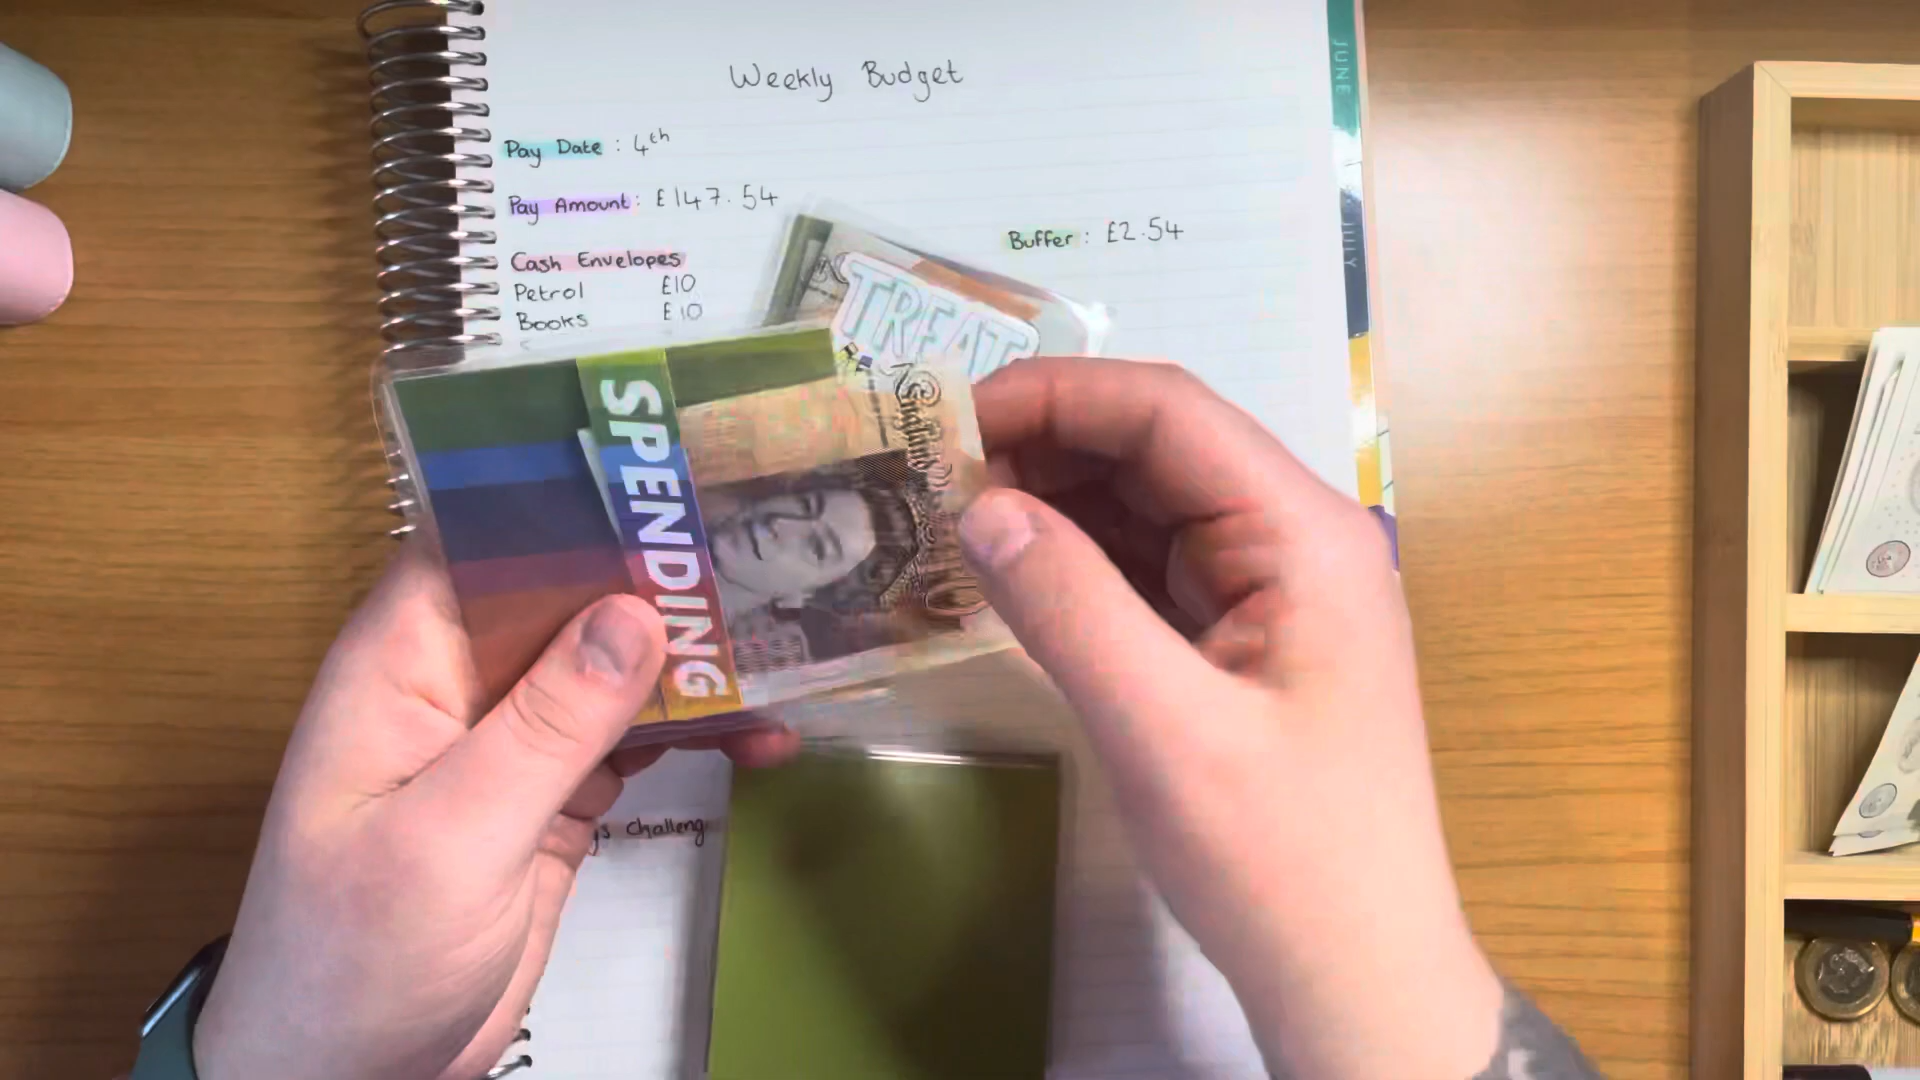 Weekly Budget
Pay Date : 4th
Pay Amount : £147.54
Buffer : £2.54
Cash Envelopes
Petrol £10
Books £10
TREAT
SPENDING
Challeng
JUNE
JULY